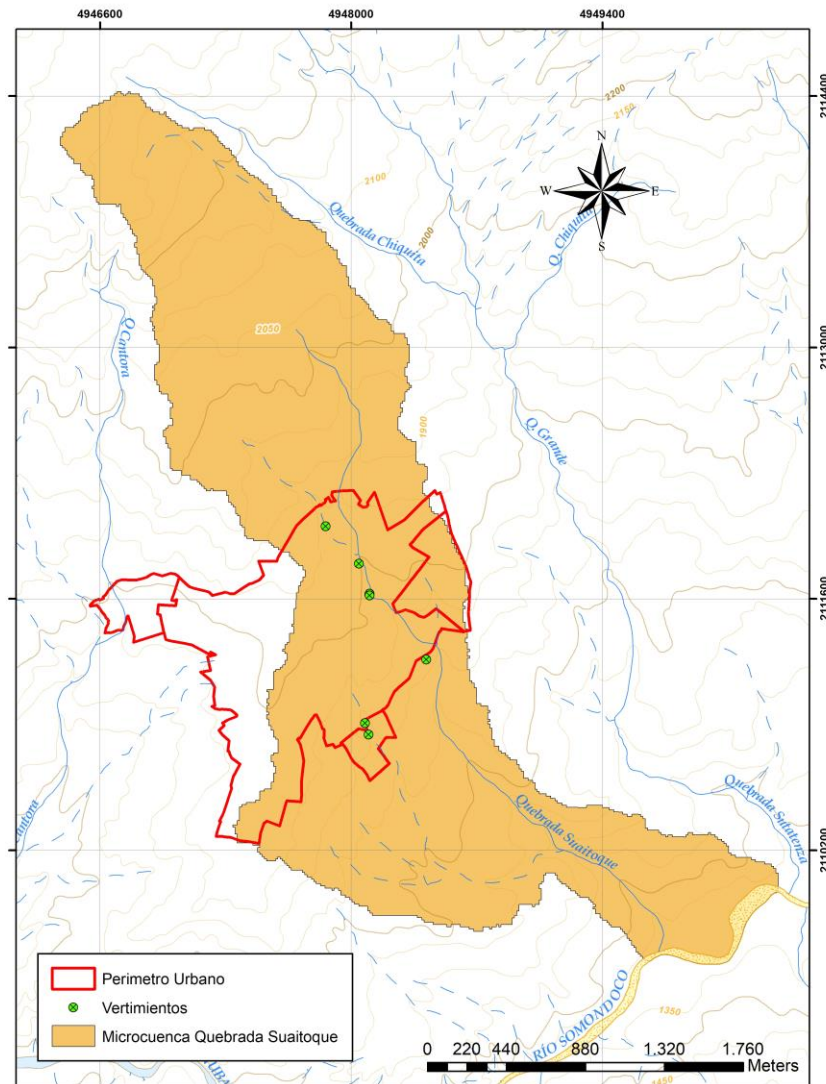 4946600
4948000
4949400
2114400
2200
2150
N
W
E
S
2100
Quebrada Chiquita
2000
Q. Chiquita
2113000
Q Cantora
2050
1900
Q. Grande
2111600
Quebrada Sutatenza
Quebrada Suaitoque
2110200
Perimetro Urbano
Vertimientos
Microcuenca Quebrada Suaitoque
RÍO SOMONDOCO
1350
0 220 440 880 1.320 1.760
Meters
1450